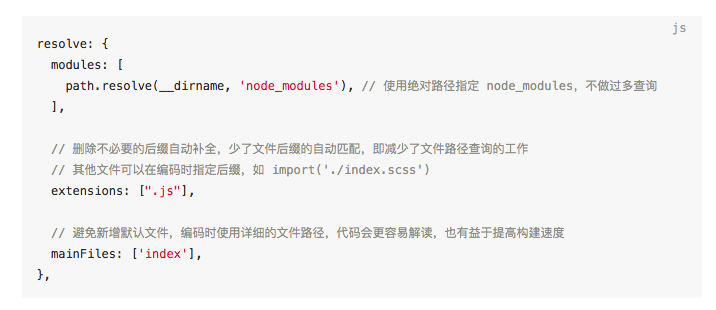 js
resolve: {
  modules: [
    path.resolve(__dirname, 'node_modules'), // 使用绝对路径指定 node_modules，不做过多查询
  ],

  // 删除不必要的后缀自动补全，少了文件后缀的自动匹配，即减少了文件路径查询的工作
  // 其他文件可以在编码时指定后缀，如 import('./index.scss')
  extensions: [".js"],

  // 避免新增默认文件，编码时使用详细的文件路径，代码会更容易解读，也有益于提高构建速度
  mainFiles: ['index'],
},